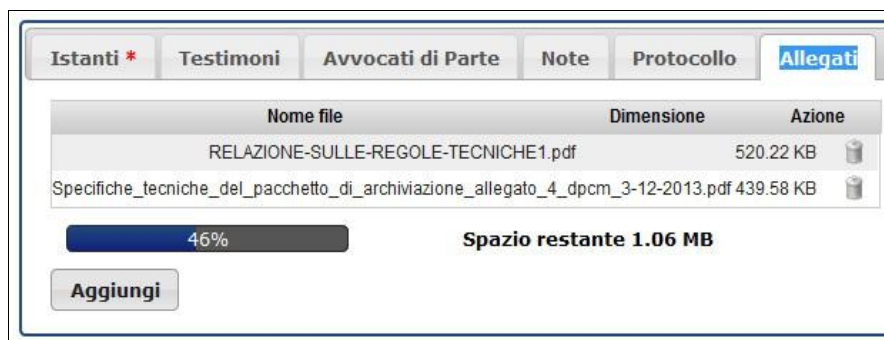 Istanti * Testimoni Avvocati di Parte Note Protocollo Allegati
Nome file Dimensione Azione
RELAZIONE-SULLE-REGOLE-TECNICHE1.pdf 520.22 KB
Specifiche_tecniche_del_pacchetto_di_archiviazione_allegato_4_dpcm_3-12-2013.pdf 439.58 KB
46% Spazio restante 1.06 MB
Aggiungi